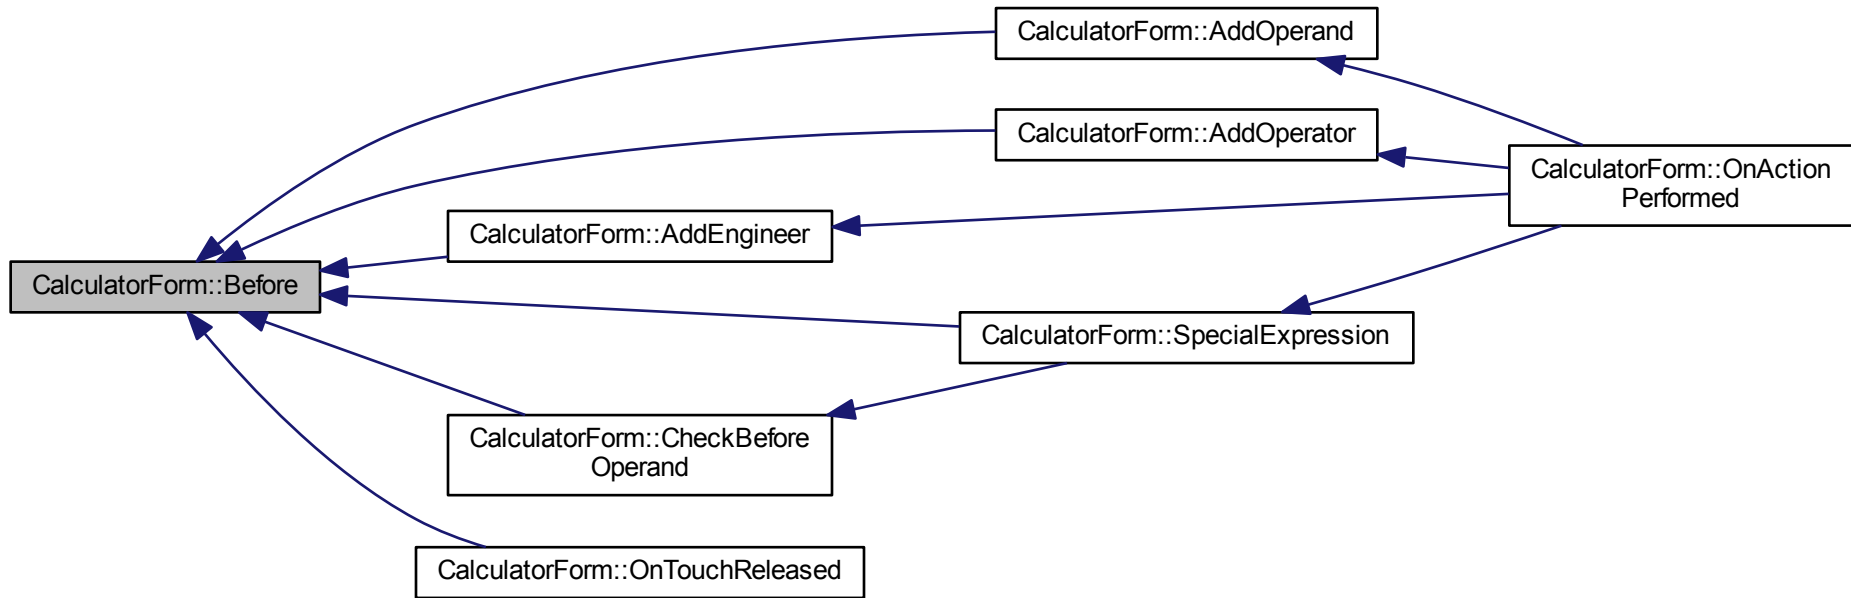 CalculatorForm::AddOperand
CalculatorForm::AddOperator
CalculatorForm::OnAction
Performed
CalculatorForm::AddEngineer
CalculatorForm::Before
CalculatorForm::SpecialExpression
CalculatorForm::CheckBefore
Operand
CalculatorForm::OnTouchReleased